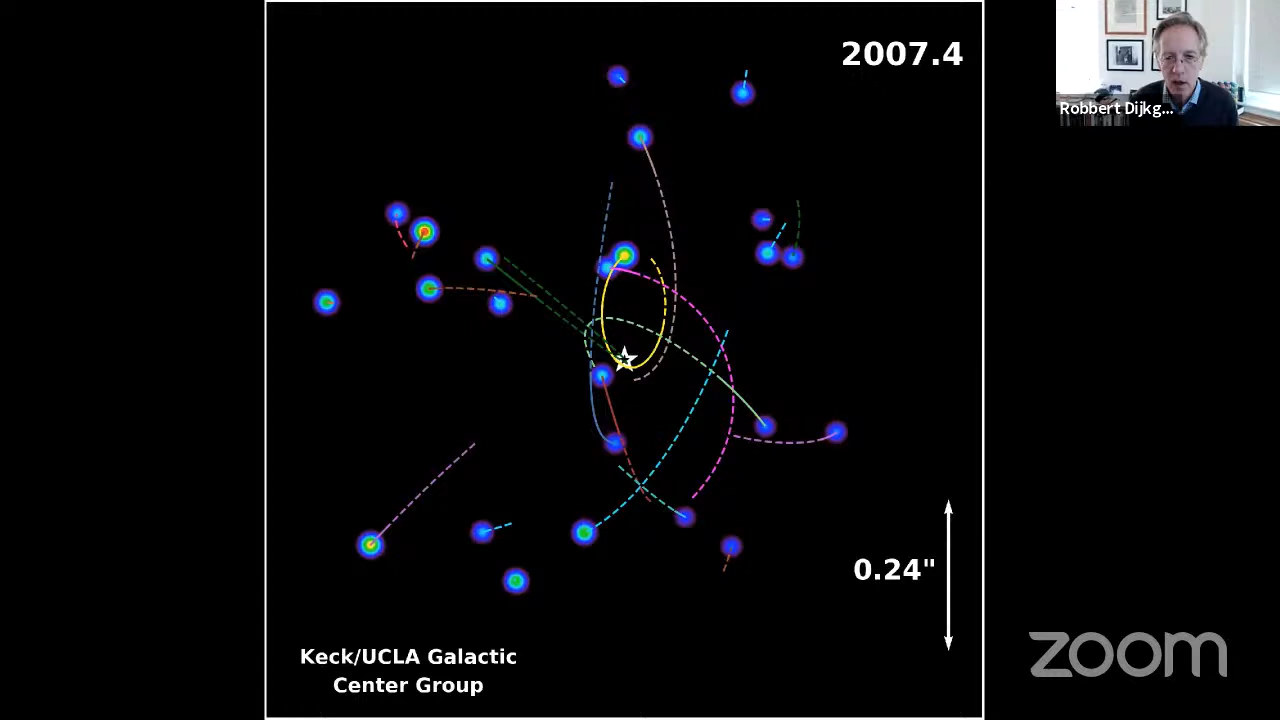 2007.4
Robbert Dijkg...
0.24"
Keck/UCLA Galactic
Center Group
zoom